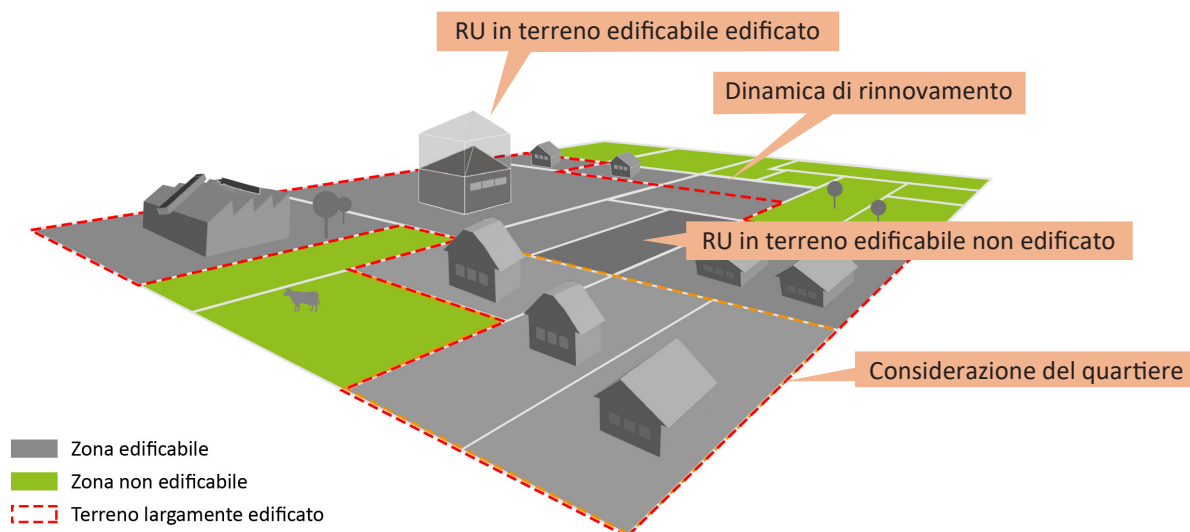 RU in terreno edificabile edificato
Dinamica di rinnovamento
RU in terreno edificabile non edificato
Considerazione del quartiere
Zona edificabile
Zona non edificabile
Terreno largamente edificato